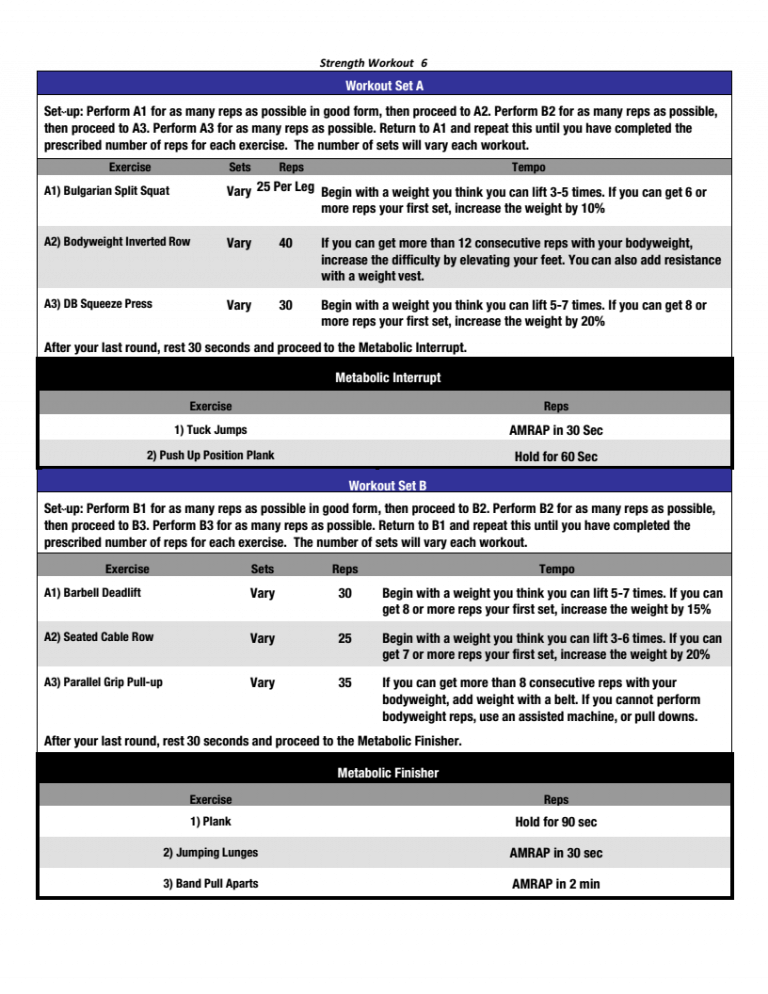 Strength Workout 6
Workout Set A
Set-up: Perform A1 for as many reps as possible in good form, then proceed to A2. Perform B2 for as many reps as possible,
then proceed to A3. Perform A3 for as many reps as possible. Return to A1 and repeat this until you have completed the
prescribed number of reps for each exercise. The number of sets will vary each workout.
Exercise Sets Reps Tempo
A1) Bulgarian Split Squat Vary 25 Per Leg Begin with a weight you think you can lift 3-5 times. If you can get 6 or
more reps your first set, increase the weight by 10%
A2) Bodyweight Inverted Row Vary 40 If you can get more than 12 consecutive reps with your bodyweight,
increase the difficulty by elevating your feet. You can also add resistance
with a weight vest.
A3) DB Squeeze Press Vary 30 Begin with a weight you think you can lift 5-7 times. If you can get 8 or
more reps your first set, increase the weight by 20%
After your last round, rest 30 seconds and proceed to the Metabolic Interrupt.
Metabolic Interrupt
Exercise Reps
1) Tuck Jumps AMRAP in 30 Sec
2) Push Up Position Plank Hold for 60 Sec
Workout Set B
Set-up: Perform B1 for as many reps as possible in good form, then proceed to B2. Perform B2 for as many reps as possible,
then proceed to B3. Perform B3 for as many reps as possible. Return to B1 and repeat this until you have completed the
prescribed number of reps for each exercise. The number of sets will vary each workout.
Exercise Sets Reps Tempo
A1) Barbell Deadlift Vary 30 Begin with a weight you think you can lift 5-7 times. If you can
get 8 or more reps your first set, increase the weight by 15%
A2) Seated Cable Row Vary 25 Begin with a weight you think you can lift 3-6 times. If you can
get 7 or more reps your first set, increase the weight by 20%
A3) Parallel Grip Pull-up Vary 35 If you can get more than 8 consecutive reps with your
bodyweight, add weight with a belt. If you cannot perform
bodyweight reps, use an assisted machine, or pull downs.
After your last round, rest 30 seconds and proceed to the Metabolic Finisher.
Metabolic Finisher
Exercise Reps
1) Plank Hold for 90 sec
2) Jumping Lunges AMRAP in 30 sec
3) Band Pull Aparts AMRAP in 2 min